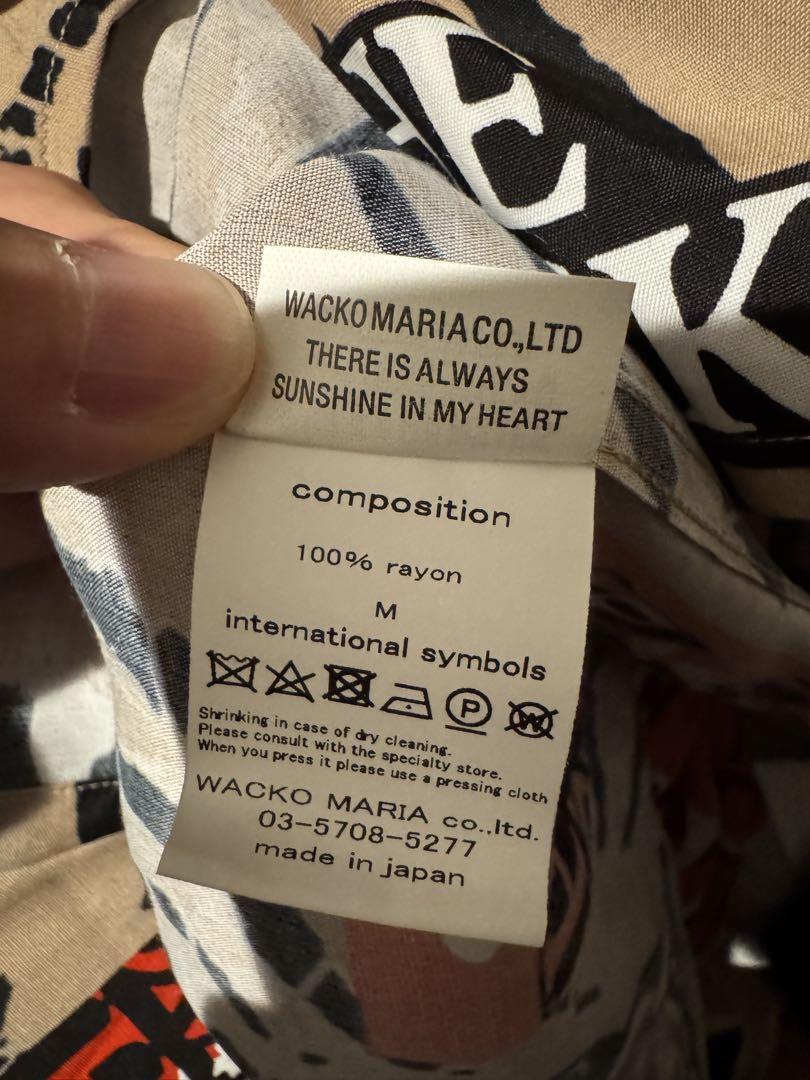 WACKO MARIA CO.,LTD
THERE IS ALWAYS
SUNSHINE IN MY HEART
composition
100% rayon
M
international symbols
P W
Shrinking in case of dry cleaning.
Please consult with the specialty store.
When you press it please use a pressing cloth
WACKO MARIA co.,ltd.
03-5708-5277
made in japan